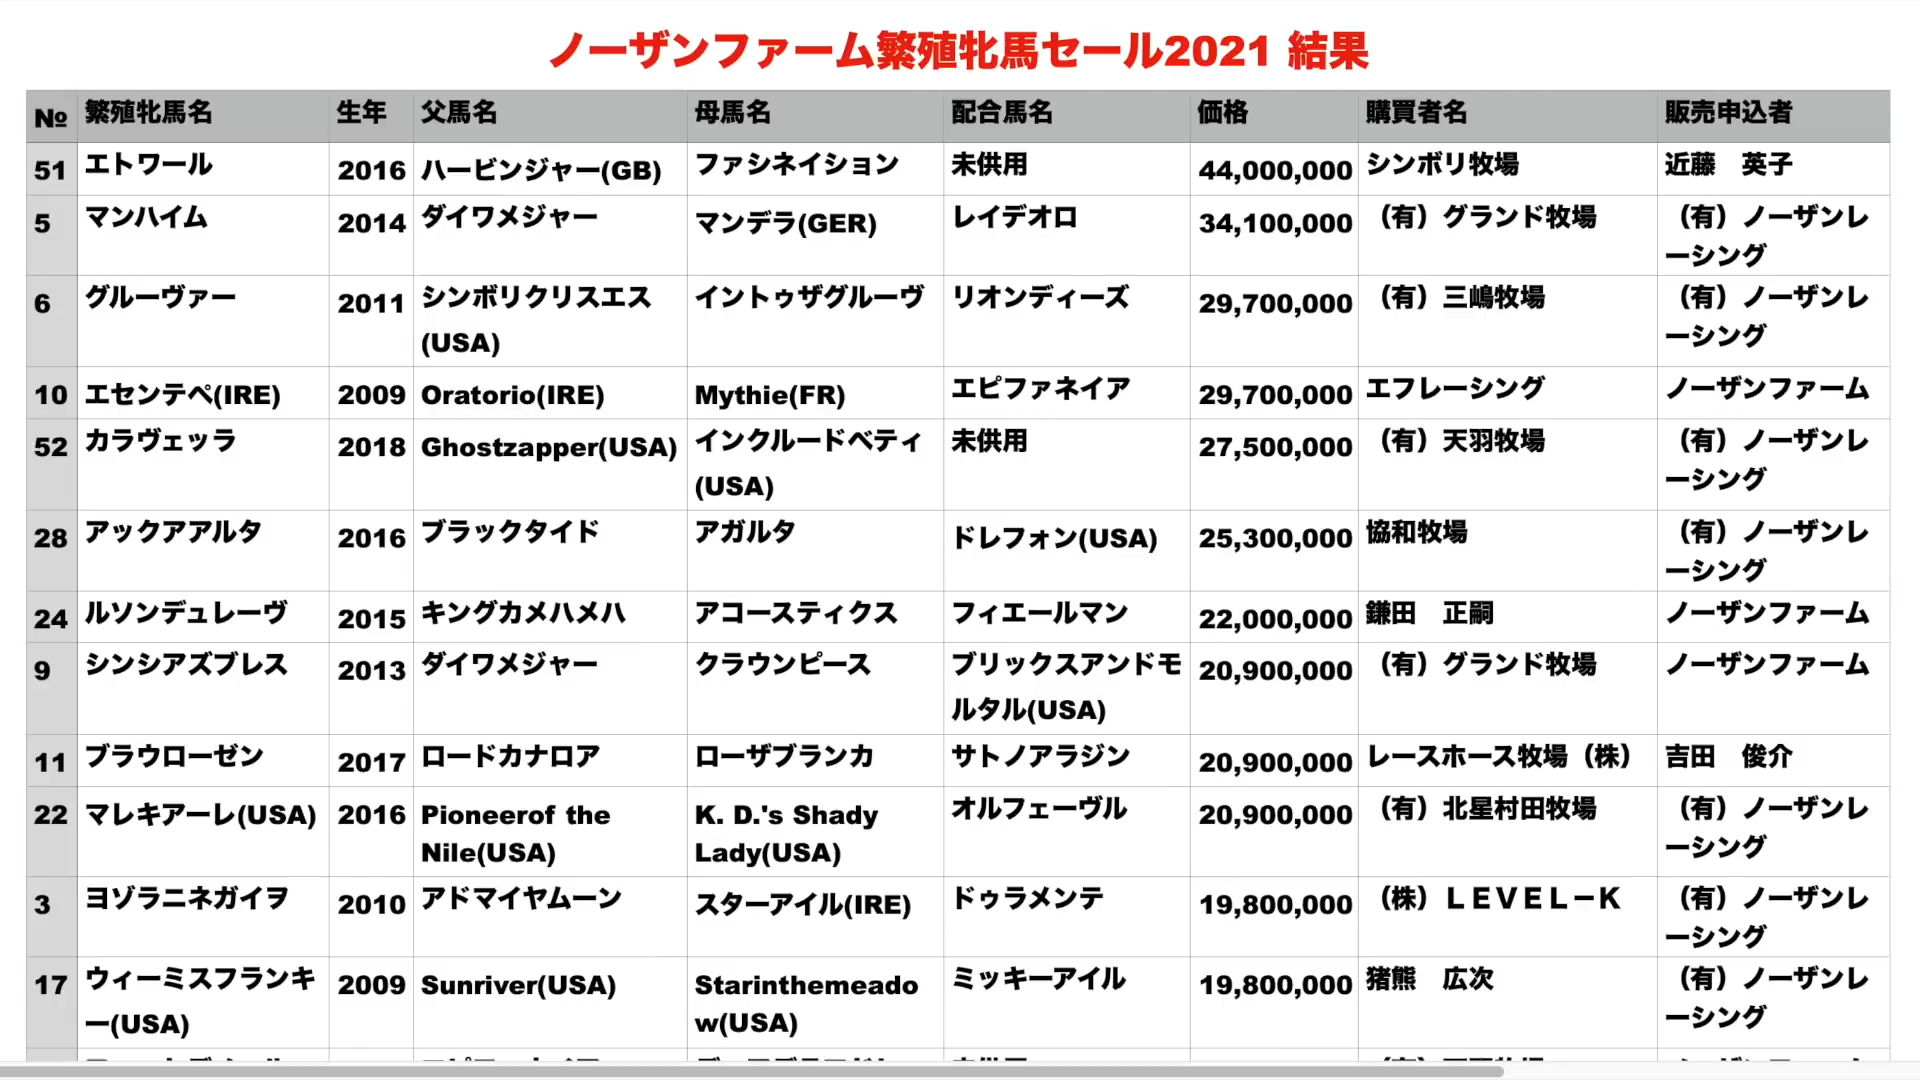 ノーザンファーム繁殖牝馬セール2021 結果
№ 繁殖牝馬名 生年 父馬名 母馬名 配合馬名 価格 購買者名 販売申込者
51 エトワール 2016 ハービンジャー(GB) ファシネイション 未供用 44,000,000 シンボリ牧場 近藤　英子
5 マンハイム 2014 ダイワメジャー マンデラ(GER) レイデオロ 34,100,000 （有）グランド牧場 （有）ノーザンレ
ーシング
6 グルーヴァー 2011 シンボリクリスエス イントゥザグルーヴ リオンディーズ 29,700,000 （有）三嶋牧場 （有）ノーザンレ
(USA) ーシング
10 エセンテペ(IRE) 2009 Oratorio(IRE) Mythie(FR) エピファネイア 29,700,000 エフレーシング ノーザンファーム
52 カラヴェッラ 2018 Ghostzapper(USA) インクルードベティ 未供用 27,500,000 （有）天羽牧場 （有）ノーザンレ
(USA) ーシング
28 アックアアルタ 2016 ブラックタイド アガルタ ドレフォン(USA) 25,300,000 協和牧場 （有）ノーザンレ
ーシング
24 ルソンデュレーヴ 2015 キングカメハメハ アコースティクス フィエールマン 22,000,000 鎌田　正嗣 ノーザンファーム
9 シンシアズブレス 2013 ダイワメジャー クラウンピース ブリックスアンドモ 20,900,000 （有）グランド牧場 ノーザンファーム
ルタル(USA)
11 ブラウローゼン 2017 ロードカナロア ローザブランカ サトノアラジン 20,900,000 レースホース牧場（株） 吉田　俊介
22 マレキアーレ(USA) 2016 Pioneerof the K. D.'s Shady オルフェーヴル 20,900,000 （有）北星村田牧場 （有）ノーザンレ
Nile(USA) Lady(USA) ーシング
3 ヨゾラニネガイヲ 2010 アドマイヤムーン スターアイル(IRE) ドゥラメンテ 19,800,000 （株）ＬＥＶＥＬ－Ｋ （有）ノーザンレ
ーシング
17 ウィーミスフランキ 2009 Sunriver(USA) Starinthemeado ミッキーアイル 19,800,000 猪熊　広次 （有）ノーザンレ
ー(USA) w(USA) ーシング